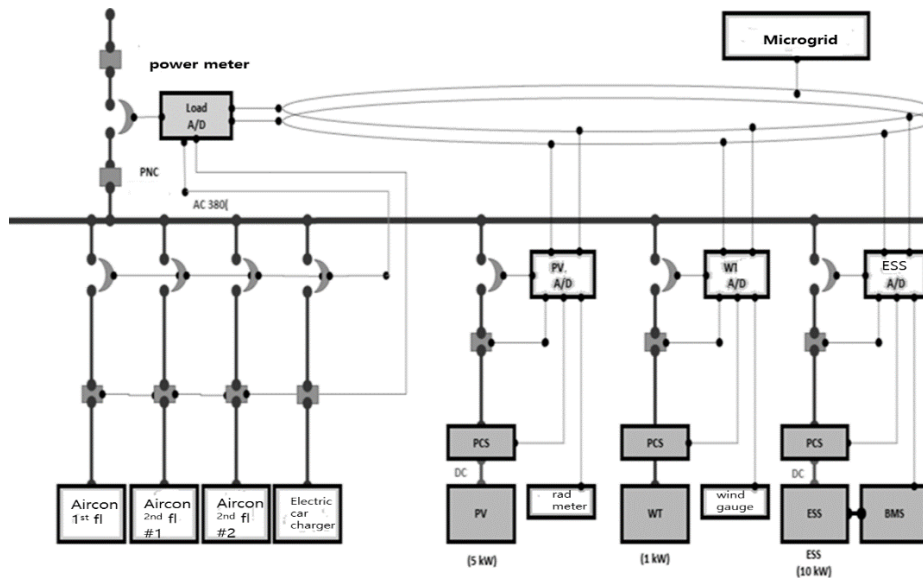 Microgrid
power meter
Load
A/D
PNC
AC 380[
PV.
A/D
WT
A/D
ESS
A/D
PCS
PCS
PCS
DC
DC
Aircon
1st fl
Aircon
2nd fl
#1
Aircon
2nd fl
#2
Electric
car
charger
PV
rad
meter
WT
wind
gauge
ESS
BMS
(5 kW)
(1 kW)
ESS
(10 kW)